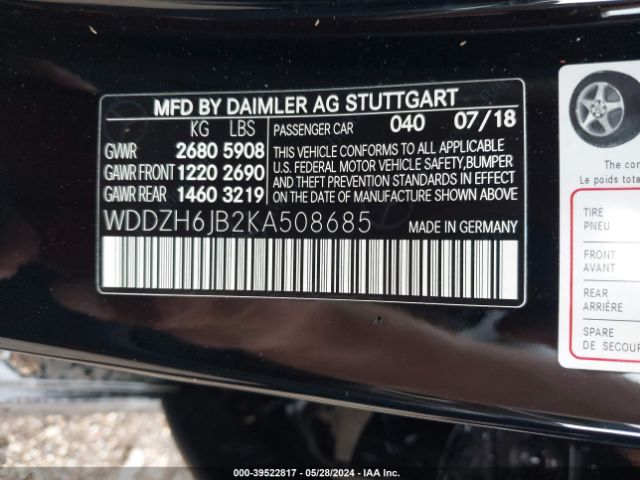 MFD BY DAIMLER AG STUTTGART
KG LBS
GVWR 2680 5908
GAWR FRONT 1220 2690
GAWR REAR 1460 3219
PASSENGER CAR 040 07/18
THIS VEHICLE CONFORMS TO ALL APPLICABLE
U.S. FEDERAL MOTOR VEHICLE SAFETY,BUMPER
AND THEFT PREVENTION STANDARDS IN EFFECT
ON THE DATE OF MANUFACTURE SHOWN ABOVE
WDDZH6JB2KA508685 MADE IN GERMANY
The com
Le poids tota
TIRE
PNEU
FRONT
AVANT
REAR
ARRIÈRE
SPARE
DE SECOUR
000-39522817 - 05/28/2024 - IAA Inc.